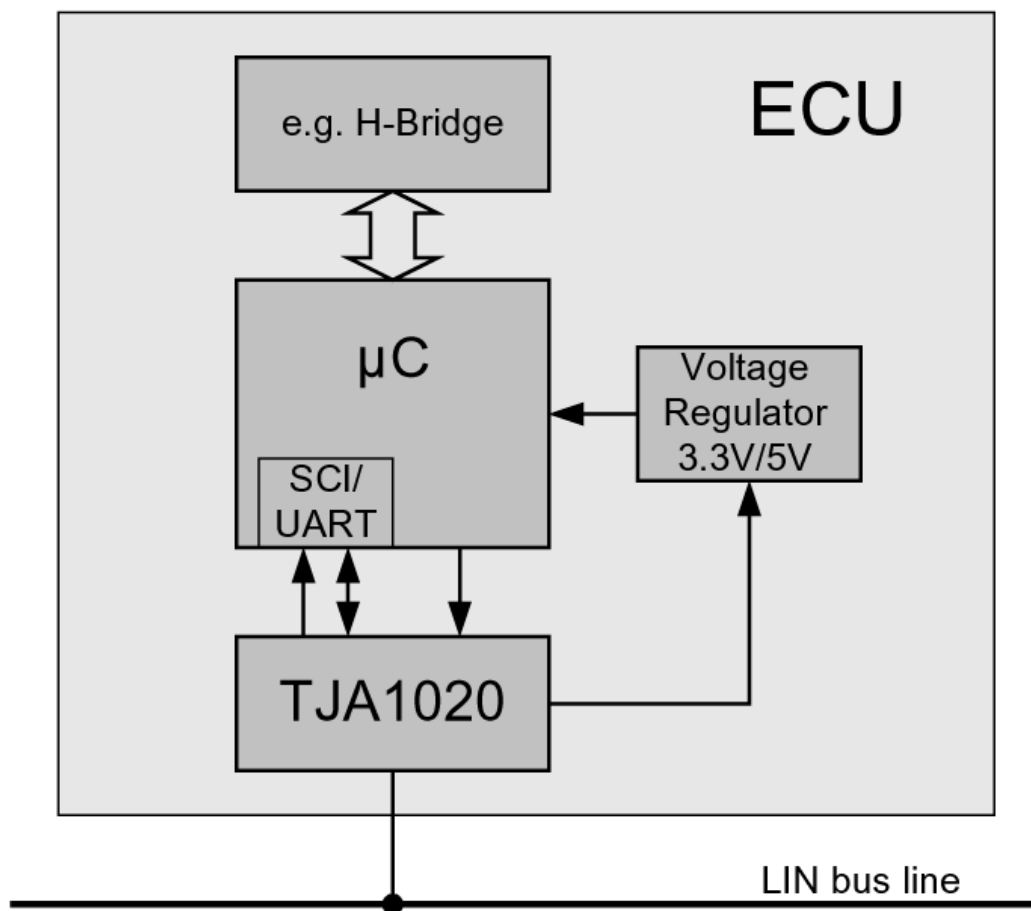 ECU
e.g. H-Bridge
µC
Voltage
Regulator
3.3V/5V
SCI/
UART
TJA1020
LIN bus line